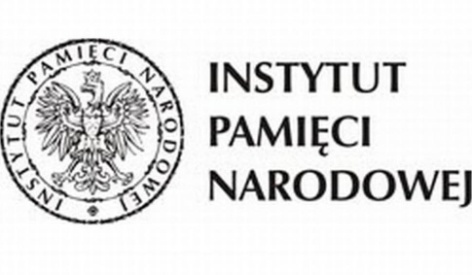 INSTYTUT PAMIĘCI NARODOWEJ
INSTYTUT
PAMIĘCI
NARODOWEJ